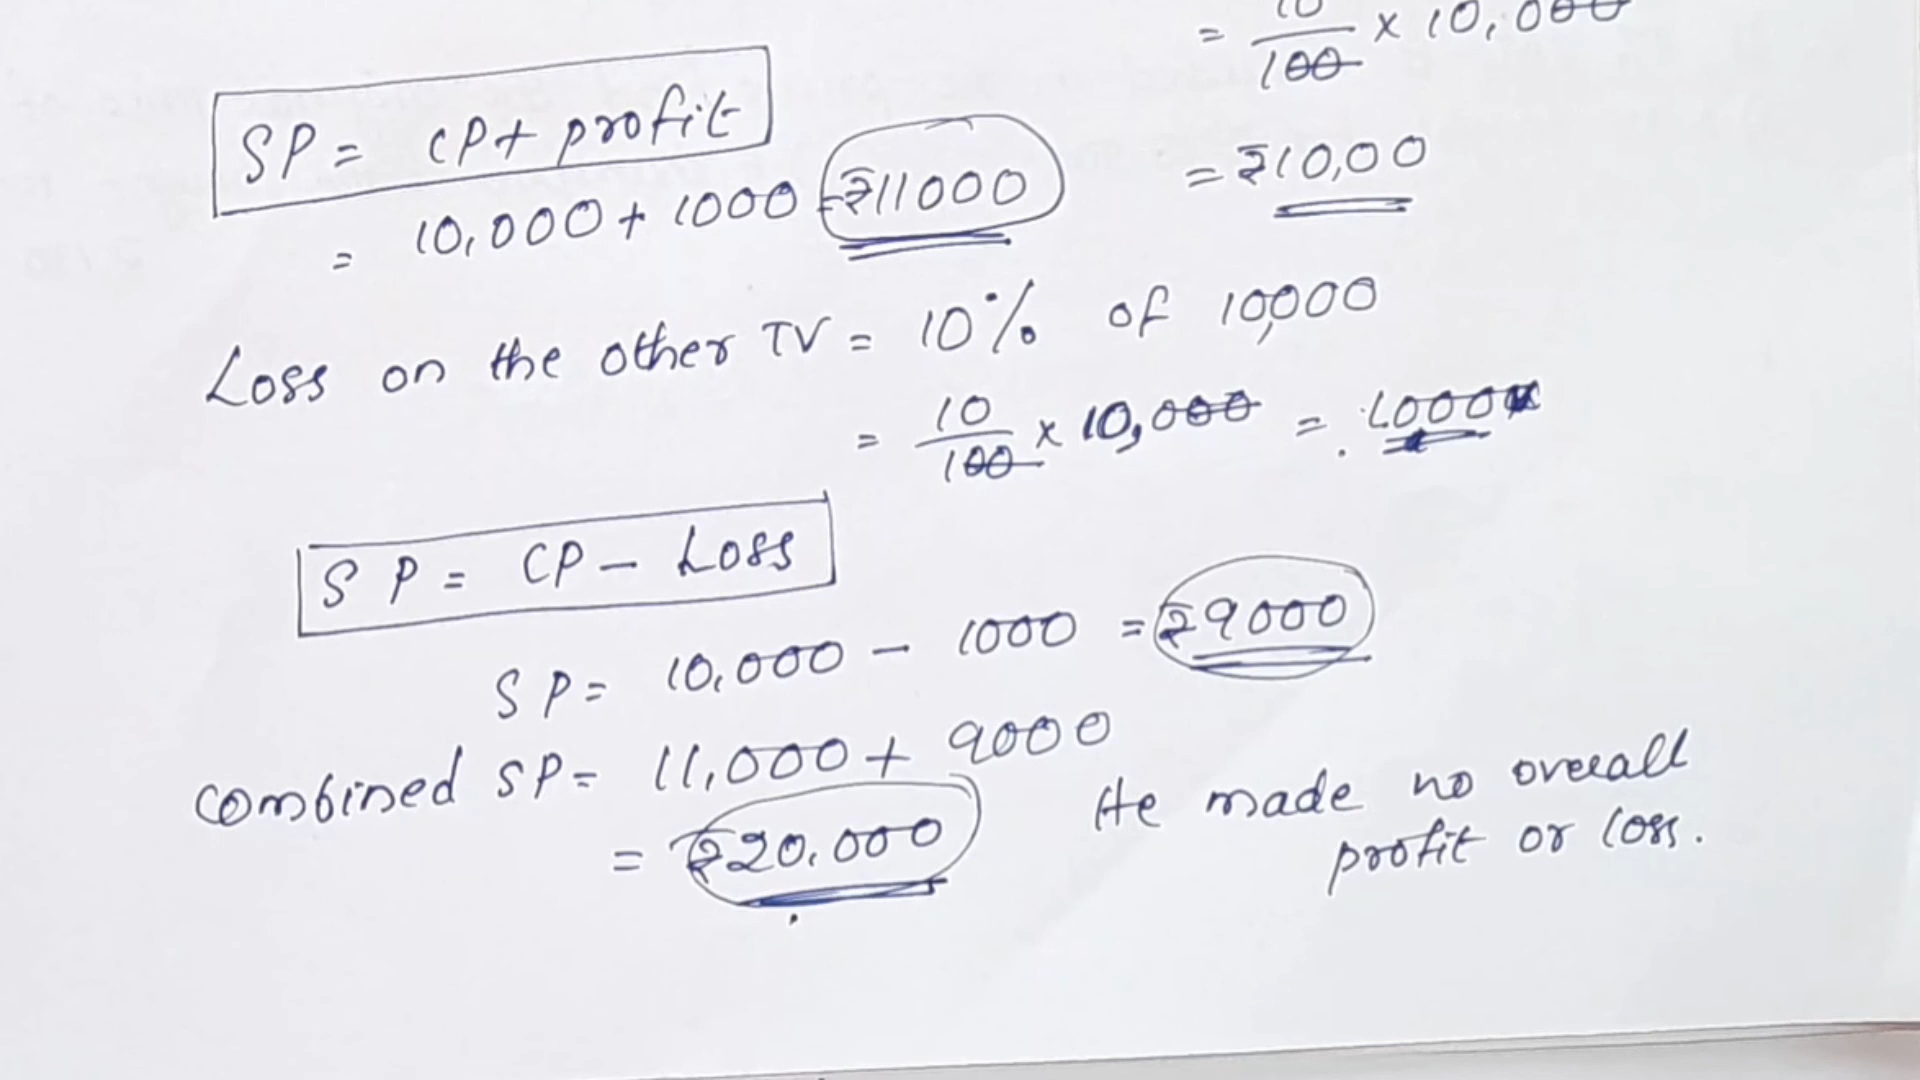 = 10/100 x 10,000
SP = CP + profit
= 10,000 + 1000 = ₹11000
= ₹10,00
Loss on the other TV = 10% of 10,000
= 10/100 x 10,000 = 1000
SP = CP - Loss
SP = 10,000 - 1000 = ₹9000
combined SP = 11,000 + 9000
= ₹20,000
He made no overall
profit or loss.